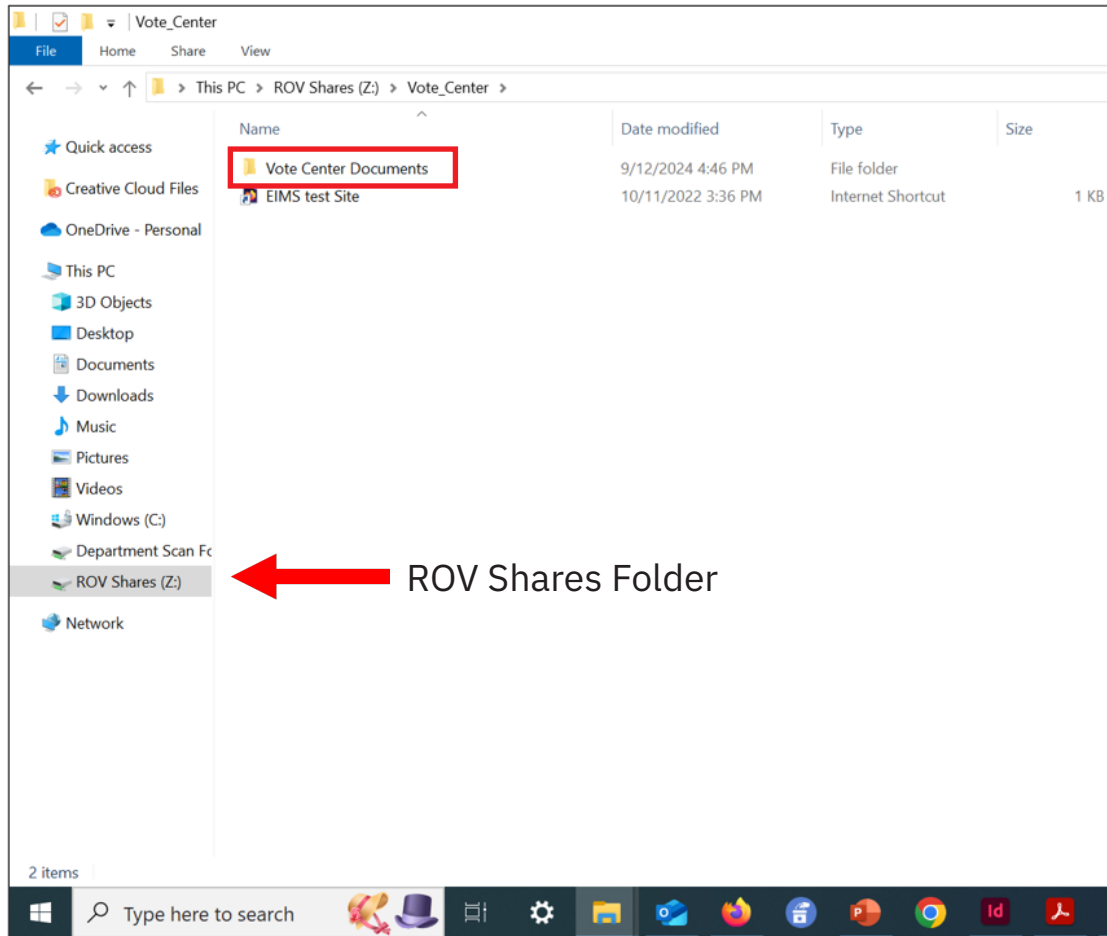 Vote_Center
File Home Share View
This PC > ROV Shares (Z:) > Vote_Center >
Name Date modified Type Size
Quick access
Vote Center Documents 9/12/2024 4:46 PM File folder
Creative Cloud Files
EIMS test Site 10/11/2022 3:36 PM Internet Shortcut 1 KB
OneDrive - Personal
This PC
3D Objects
Desktop
Documents
Downloads
Music
Pictures
Videos
Windows (C:)
Department Scan Fo
ROV Shares (Z:)
ROV Shares Folder
Network
2 items
Type here to search
Id